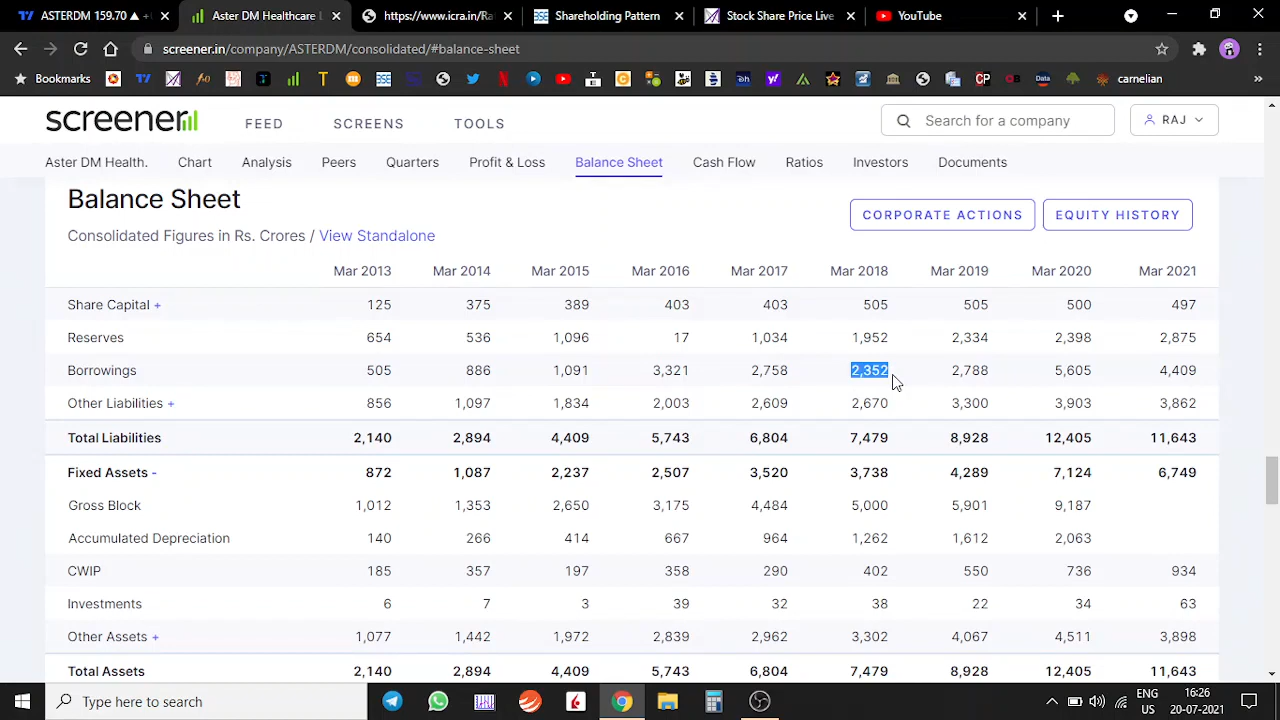 159.70 ▲ +
Aster DM Healthcare
https://www.icra.in/Ra
Shareholding Pattern
Stock Share Price Live
YouTube
screener.in/company/ASTERDM/consolidated/#balance-sheet
Bookmarks
carnelian
screener
FEED SCREENS TOOLS
Search for a company
RAJ
Aster DM Health. Chart Analysis Peers Quarters Profit & Loss Balance Sheet Cash Flow Ratios Investors Documents
Balance Sheet
CORPORATE ACTIONS EQUITY HISTORY
Consolidated Figures in Rs. Crores / View Standalone
Mar 2013 Mar 2014 Mar 2015 Mar 2016 Mar 2017 Mar 2018 Mar 2019 Mar 2020 Mar 2021
Share Capital + 125 375 389 403 403 505 505 500 497
Reserves 654 536 1,096 17 1,034 1,952 2,334 2,398 2,875
Borrowings 505 886 1,091 3,321 2,758 2,352 2,788 5,605 4,409
Other Liabilities + 856 1,097 1,834 2,003 2,609 2,670 3,300 3,903 3,862
Total Liabilities 2,140 2,894 4,409 5,743 6,804 7,479 8,928 12,405 11,643
Fixed Assets - 872 1,087 2,237 2,507 3,520 3,738 4,289 7,124 6,749
Gross Block 1,012 1,353 2,650 3,175 4,484 5,000 5,901 9,187
Accumulated Depreciation 140 266 414 667 964 1,262 1,612 2,063
CWIP 185 357 197 358 290 402 550 736 934
Investments 6 7 3 39 32 38 22 34 63
Other Assets + 1,077 1,442 1,972 2,839 2,962 3,302 4,067 4,511 3,898
Total Assets 2,140 2,894 4,409 5,743 6,804 7,479 8,928 12,405 11,643
Type here to search
ENG
US
16:26
20-07-2021